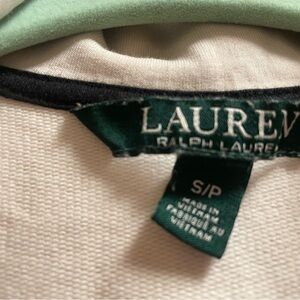 LAUREN
RALPH LAUREN
S/P
MADE IN
VIETNAM
FABRIQUE AU
VIETNAM